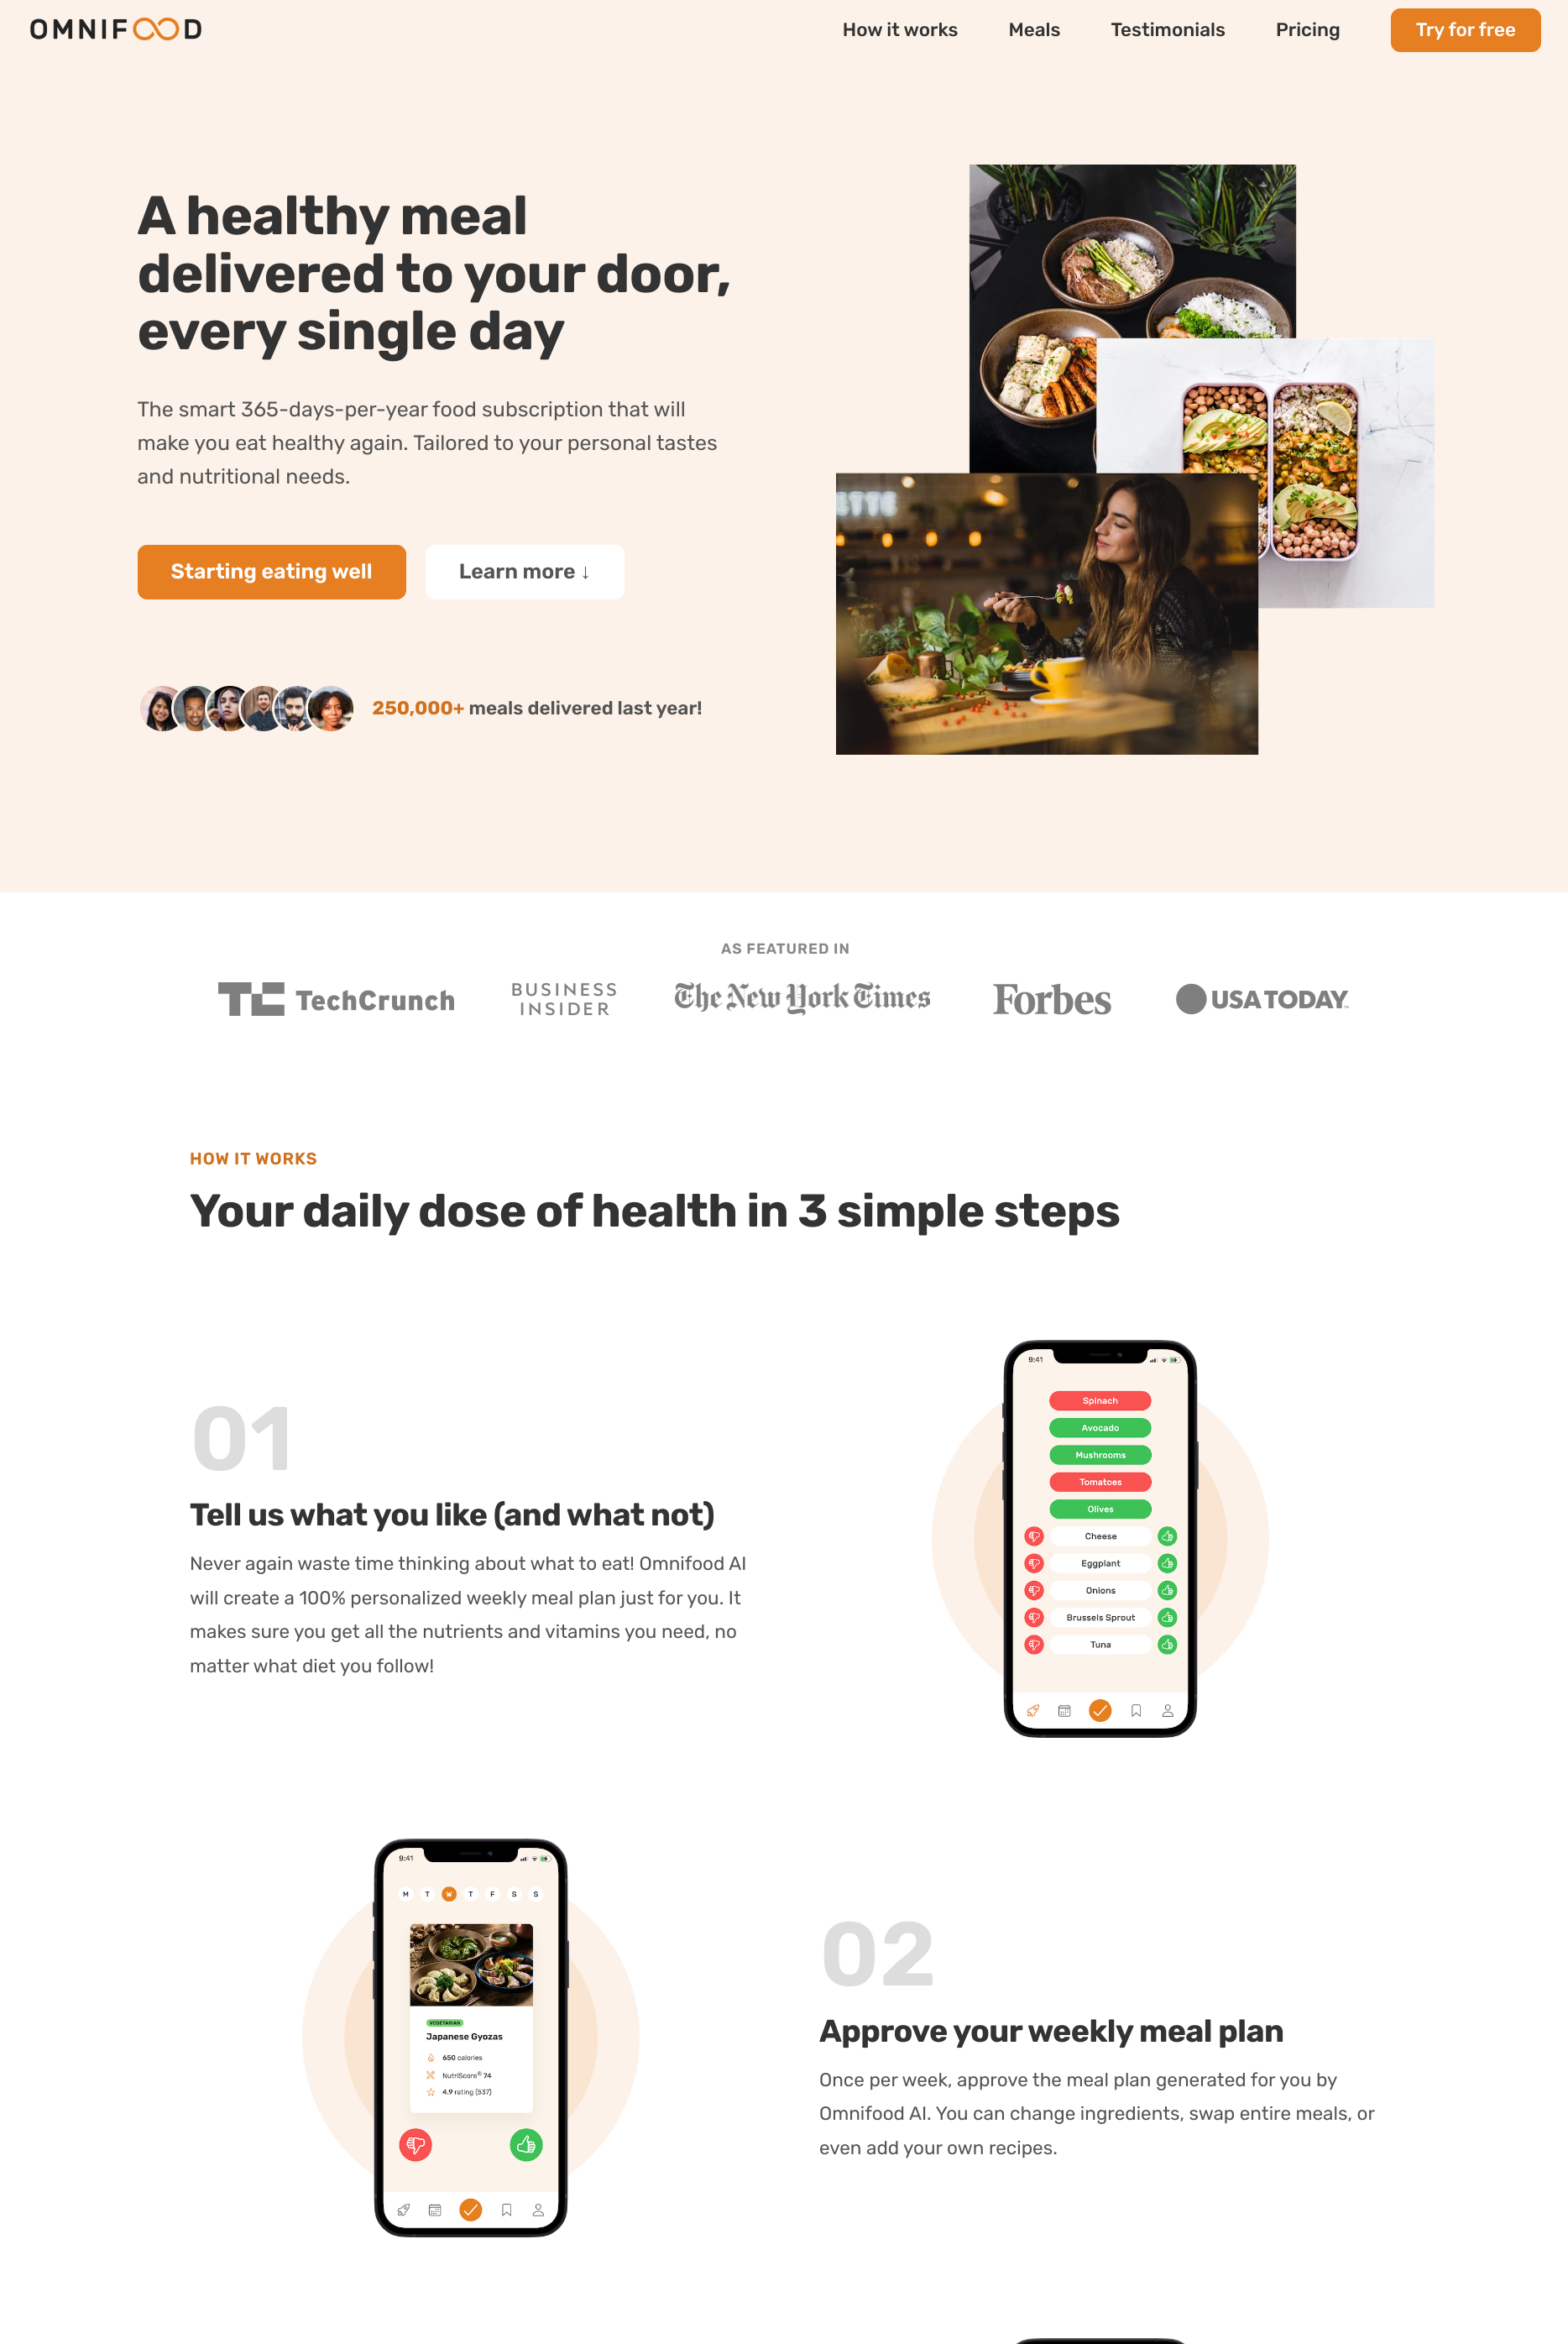 OMNIFOOD
How it works
Meals
Testimonials
Pricing
Try for free
A healthy meal
delivered to your door,
every single day
The smart 365-days-per-year food subscription that will
make you eat healthy again. Tailored to your personal tastes
and nutritional needs.
Starting eating well
Learn more ↓
250,000+ meals delivered last year!
ETTE
AS FEATURED IN
TC TechCrunch
BUSINESS
INSIDER
The New York Times
Forbes
USA TODAY
HOW IT WORKS
Your daily dose of health in 3 simple steps
01
Tell us what you like (and what not)
Never again waste time thinking about what to eat! Omnifood AI
will create a 100% personalized weekly meal plan just for you. It
makes sure you get all the nutrients and vitamins you need, no
matter what diet you follow!
9:41
Spinach
Avocado
Mushrooms
Tomatoes
Olives
Cheese
Eggplant
Onions
Brussels Sprout
Tuna
9:41
M T W T F S S
VEGETARIAN
Japanese Gyozas
650 calories
NutriScore® 74
4.9 rating (537)
02
Approve your weekly meal plan
Once per week, approve the meal plan generated for you by
Omnifood AI. You can change ingredients, swap entire meals, or
even add your own recipes.